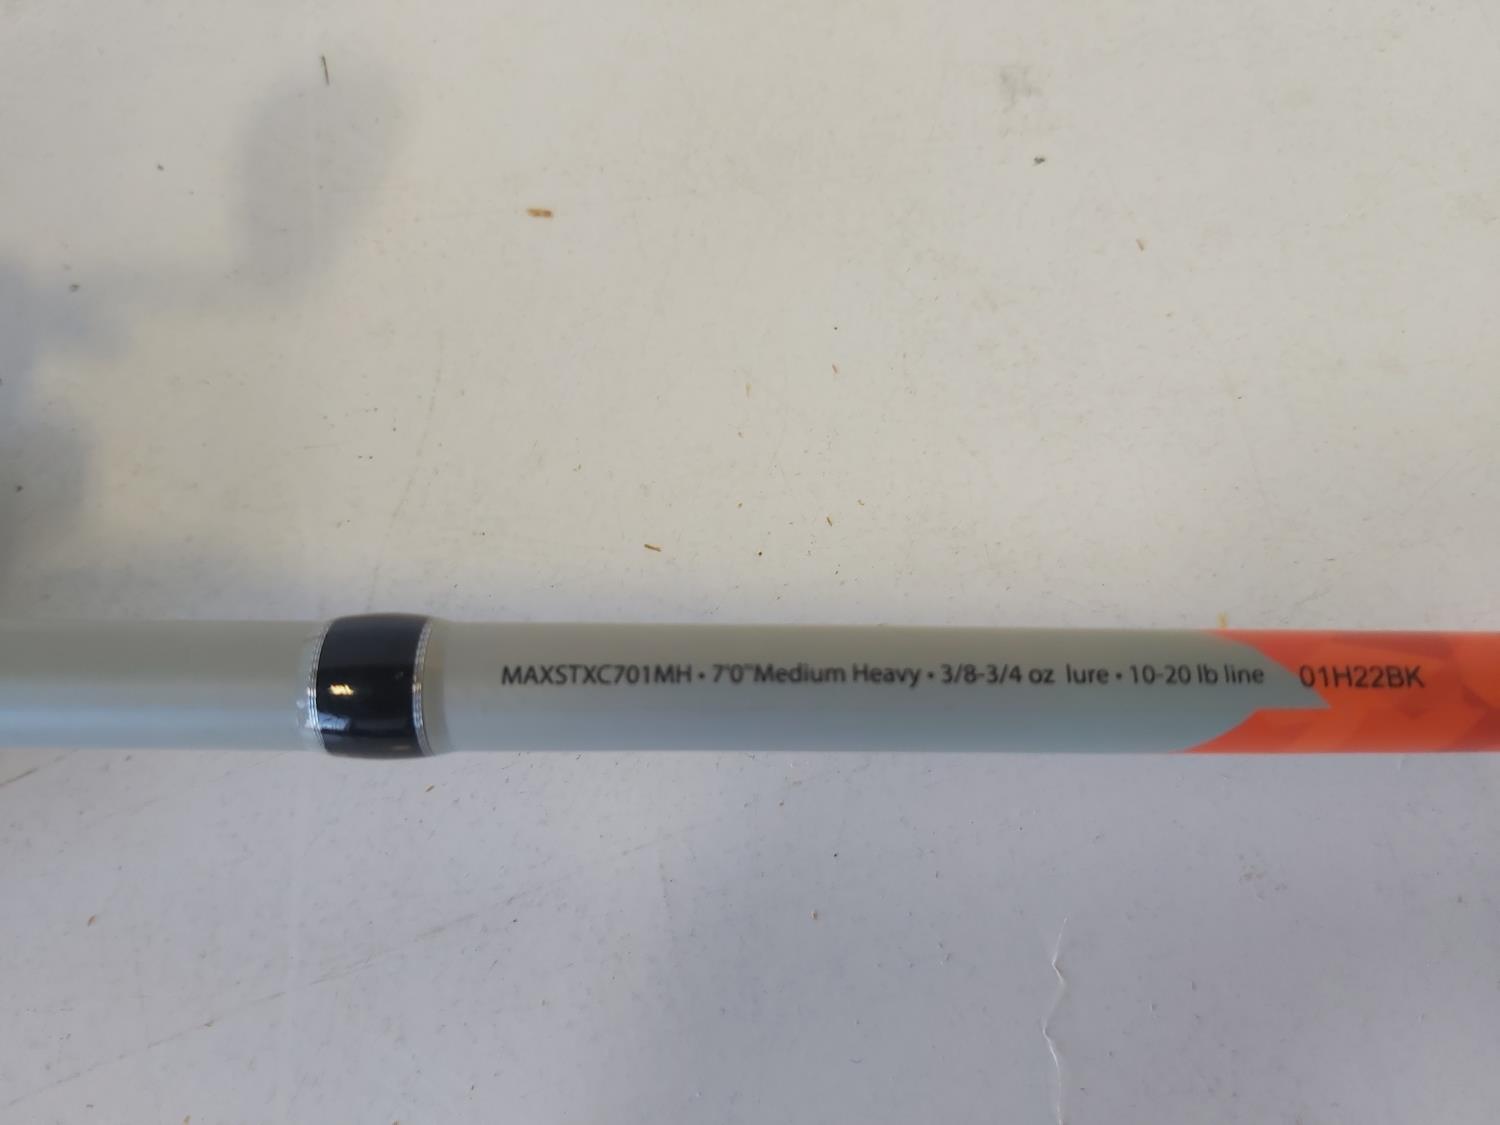 MAXSTXC701MH • 7'0"Medium Heavy • 3/8-3/4 oz lure • 10-20 lb line 01H22BK